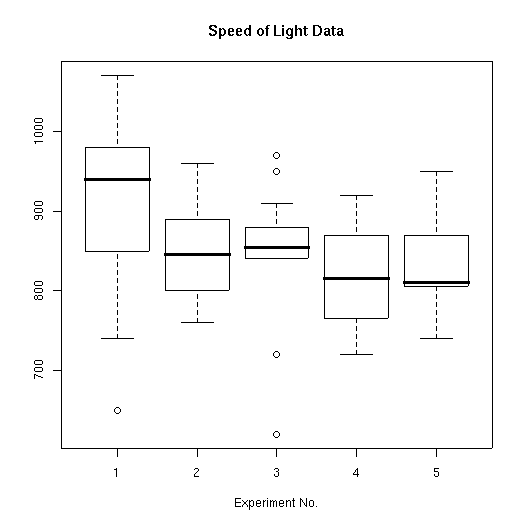 Speed of Light Data
1000
900
800
700
1 2 3 4 5
Experiment No.